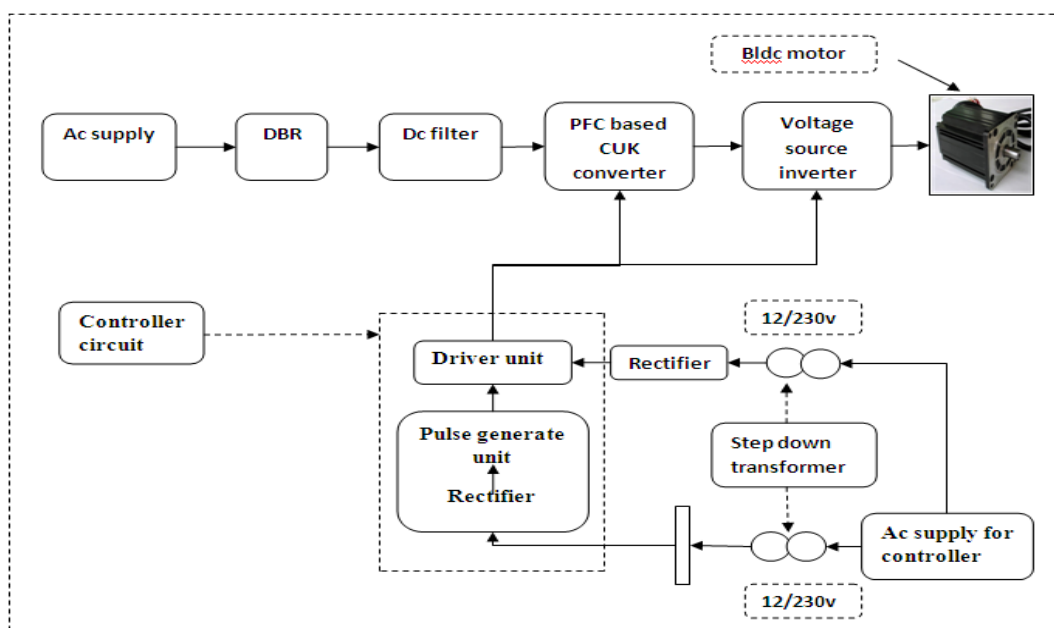 Bldc motor
Ac supply
DBR
Dc filter
PFC based
CUK
converter
Voltage
source
inverter
Controller
circuit
12/230v
Driver unit
Rectifier
Pulse generate
unit
Rectifier
Step down
transformer
Ac supply for
controller
12/230v